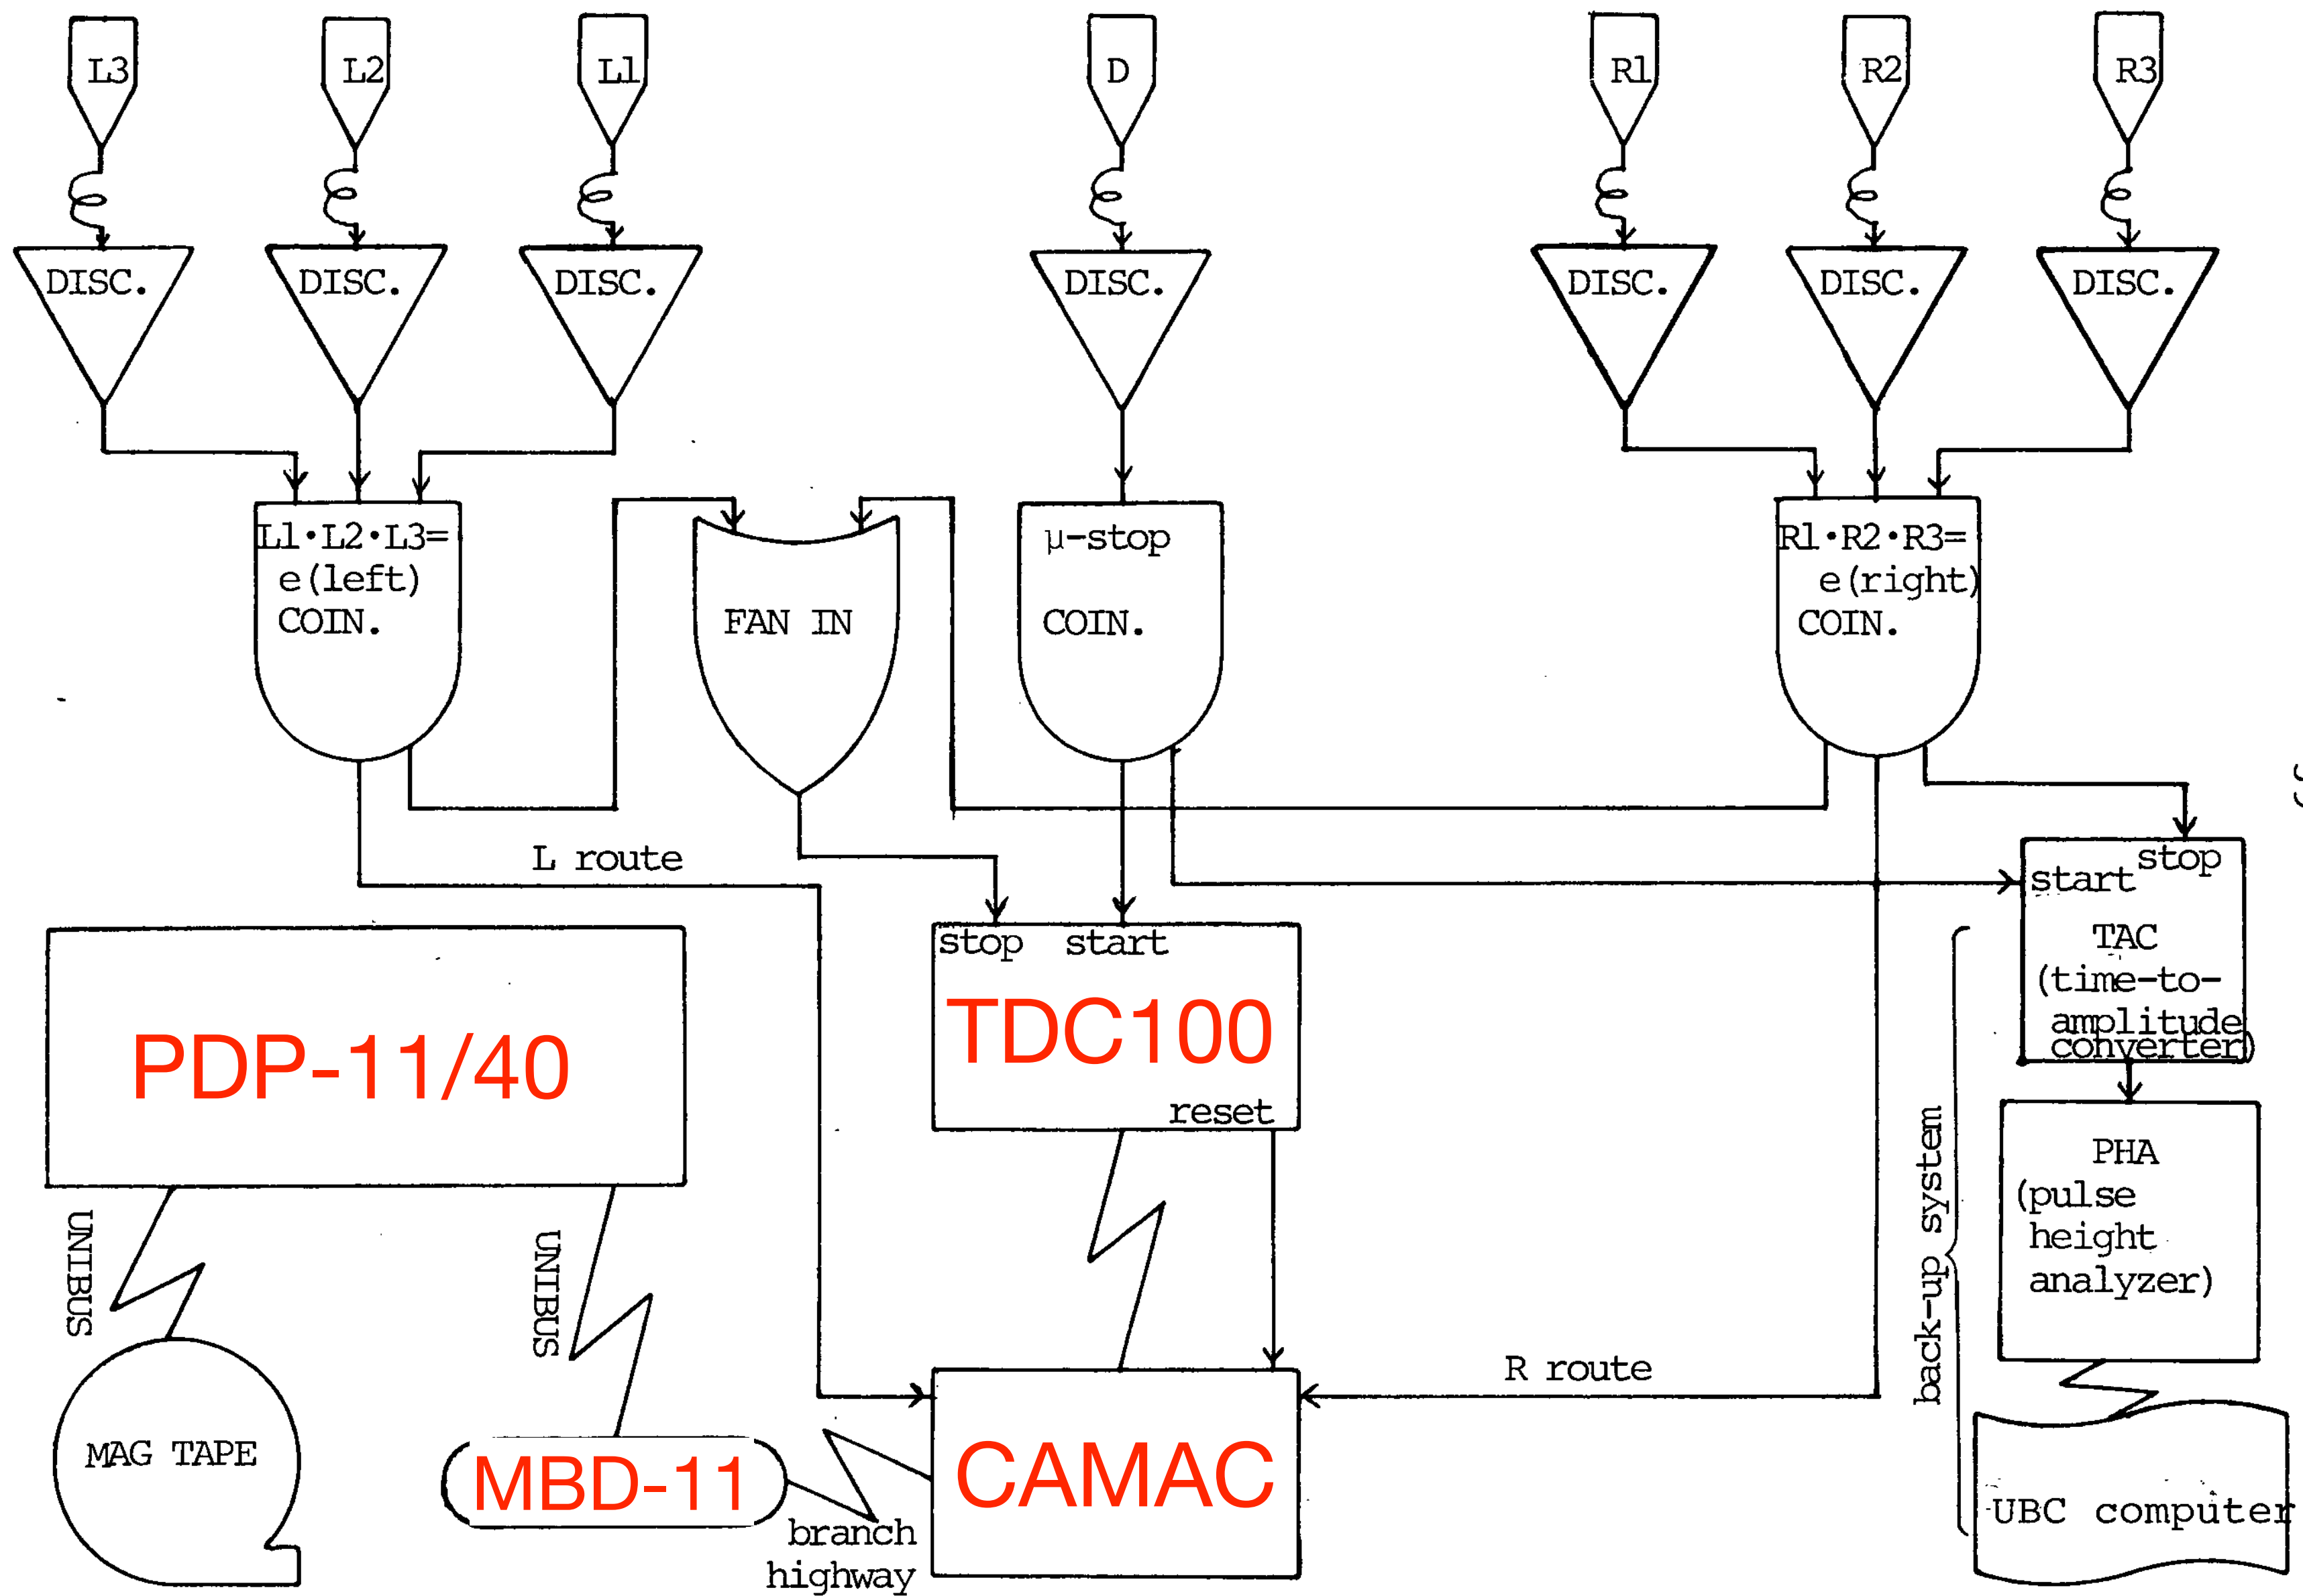 L3
L2
L1
D
R1
R2
R3
DISC.
DISC.
DISC.
DISC.
DISC.
DISC.
DISC.
L1·L2·L3=
e(left)
COIN.
FAN IN
μ-stop
COIN.
R1·R2·R3=
e(right)
COIN.
L route
stop
start
TDC100
reset
stop
start
TAC
(time-to-
amplitude
converter)
PDP-11/40
UNIBUS
UNIBUS
back-up system
PHA
(pulse
height
analyzer)
R route
MAG TAPE
MBD-11
branch
highway
CAMAC
UBC computer